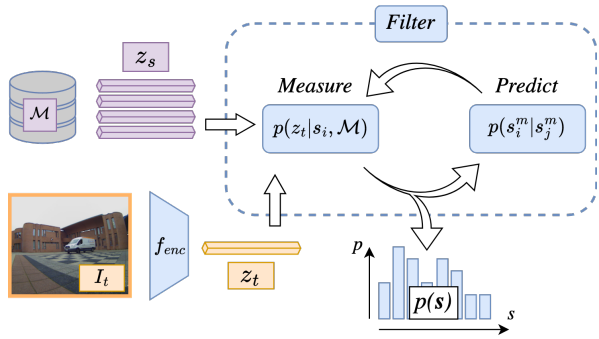 Filter
z_s
Measure
Predict
M
p(z_t|s_i, M)
p(s_i^m|s_j^m)
f_enc
I_t
z_t
p
p(s)
s